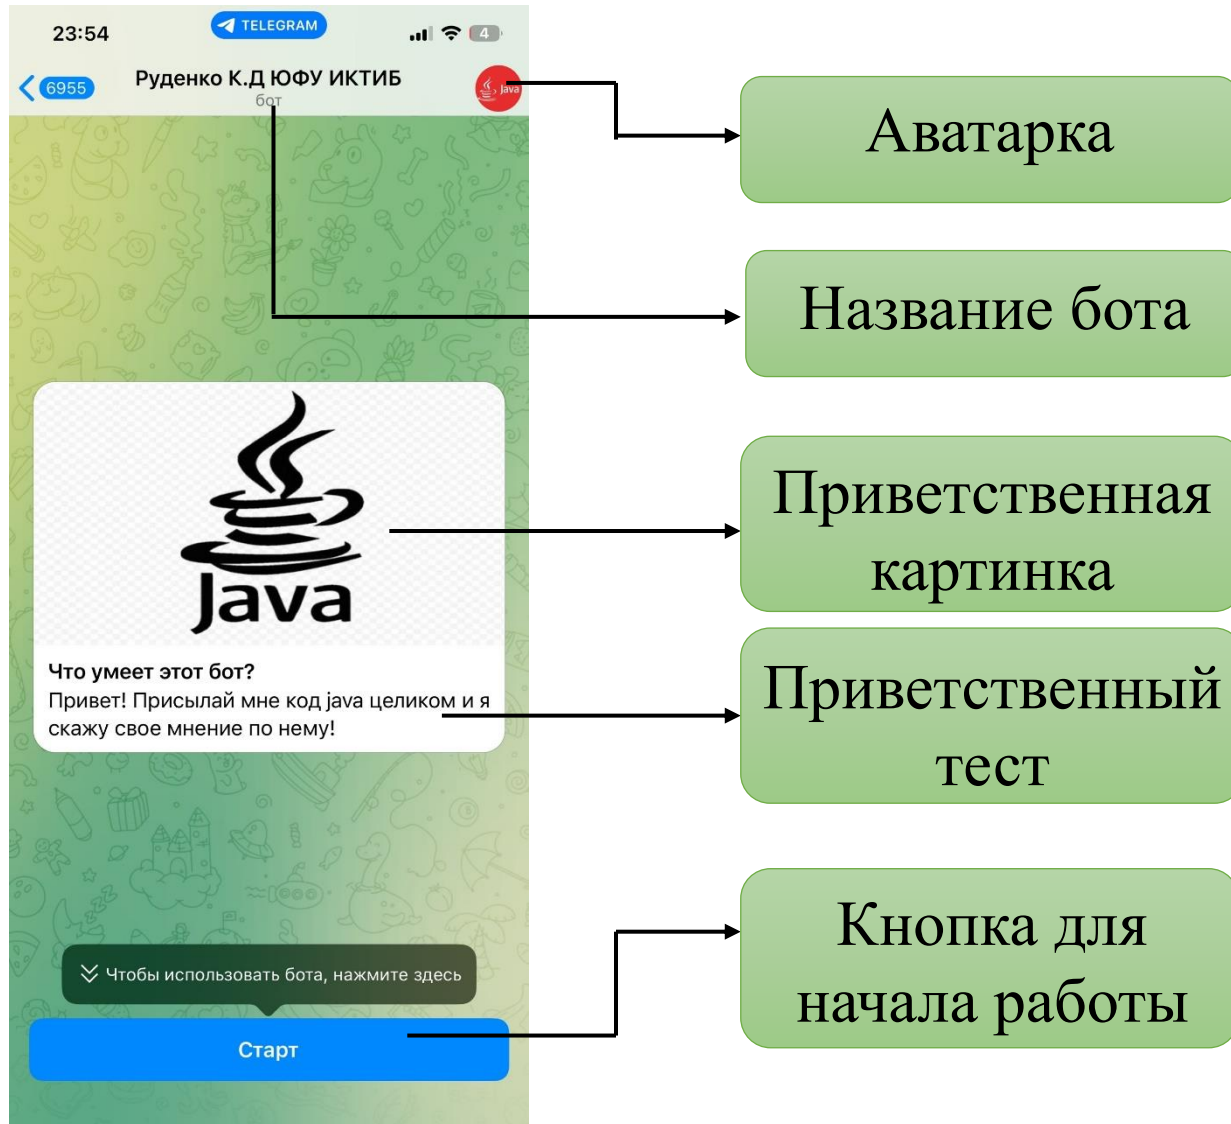 23:54
TELEGRAM
4
6955
Руденко К.Д ЮФУ ИКТИБ
бот
Java
Аватарка
Название бота
Java
Приветственная
картинка
Что умеет этот бот?
Привет! Присылай мне код java целиком и я
скажу свое мнение по нему!
Приветственный
тест
Кнопка для
начала работы
Чтобы использовать бота, нажмите здесь
Старт